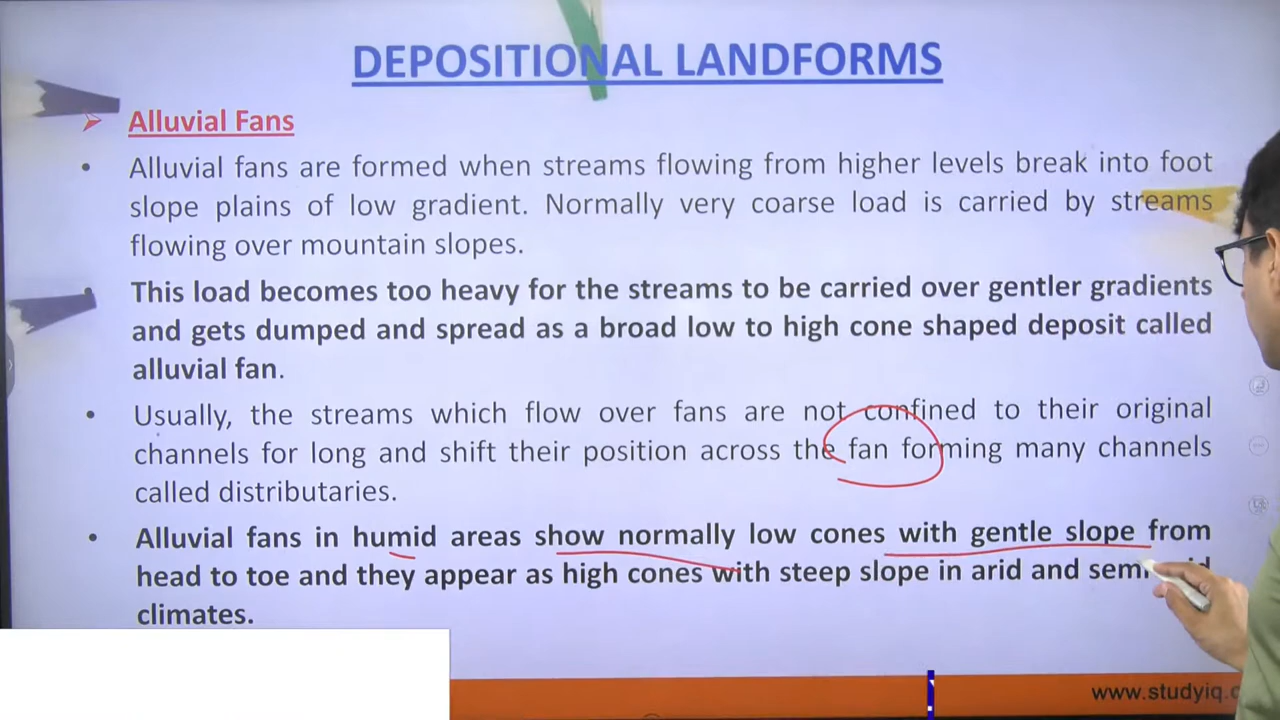 DEPOSITIONAL LANDFORMS
Alluvial Fans
• Alluvial fans are formed when streams flowing from higher levels break into foot
slope plains of low gradient. Normally very coarse load is carried by streams
flowing over mountain slopes.
This load becomes too heavy for the streams to be carried over gentler gradients
and gets dumped and spread as a broad low to high cone shaped deposit called
alluvial fan.
• Usually, the streams which flow over fans are not confined to their original
channels for long and shift their position across the fan forming many channels
called distributaries.
• Alluvial fans in humid areas show normally low cones with gentle slope from
head to toe and they appear as high cones with steep slope in arid and
climates.